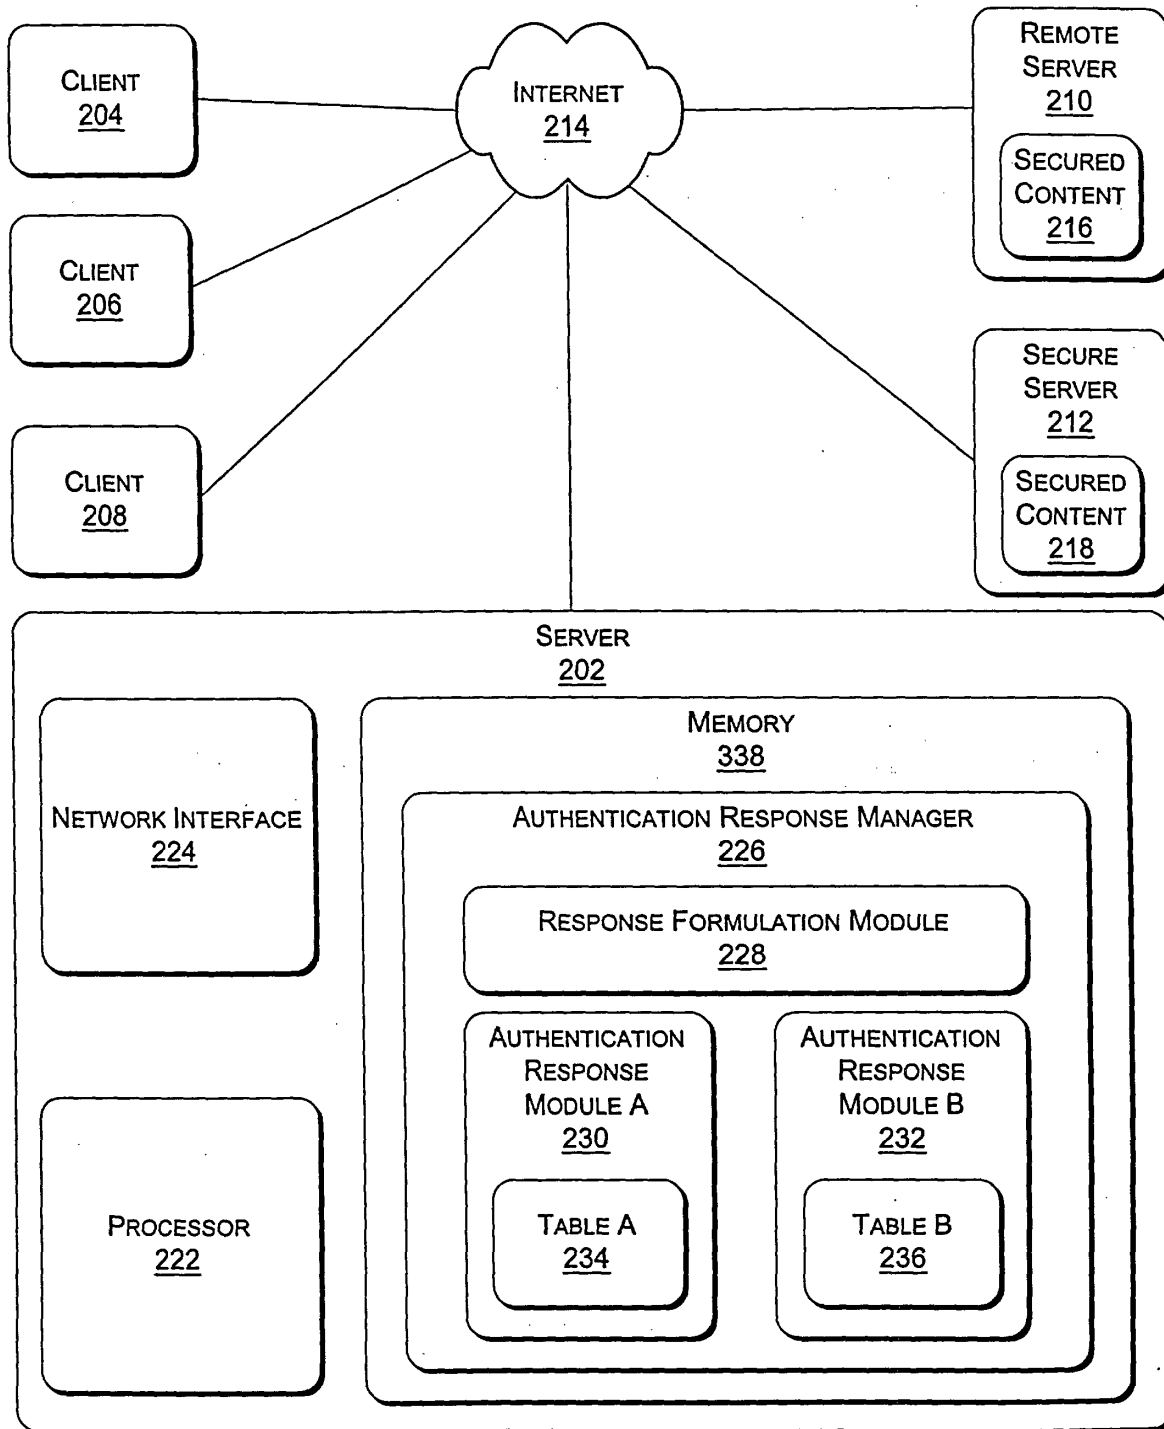 CLIENT
204
INTERNET
214
REMOTE
SERVER
210
SECURED
CONTENT
216
CLIENT
206
SECURE
SERVER
212
SECURED
CONTENT
218
CLIENT
208
SERVER
202
NETWORK INTERFACE
224
PROCESSOR
222
MEMORY
338
AUTHENTICATION RESPONSE MANAGER
226
RESPONSE FORMULATION MODULE
228
AUTHENTICATION
RESPONSE
MODULE A
230
TABLE A
234
AUTHENTICATION
RESPONSE
MODULE B
232
TABLE B
236